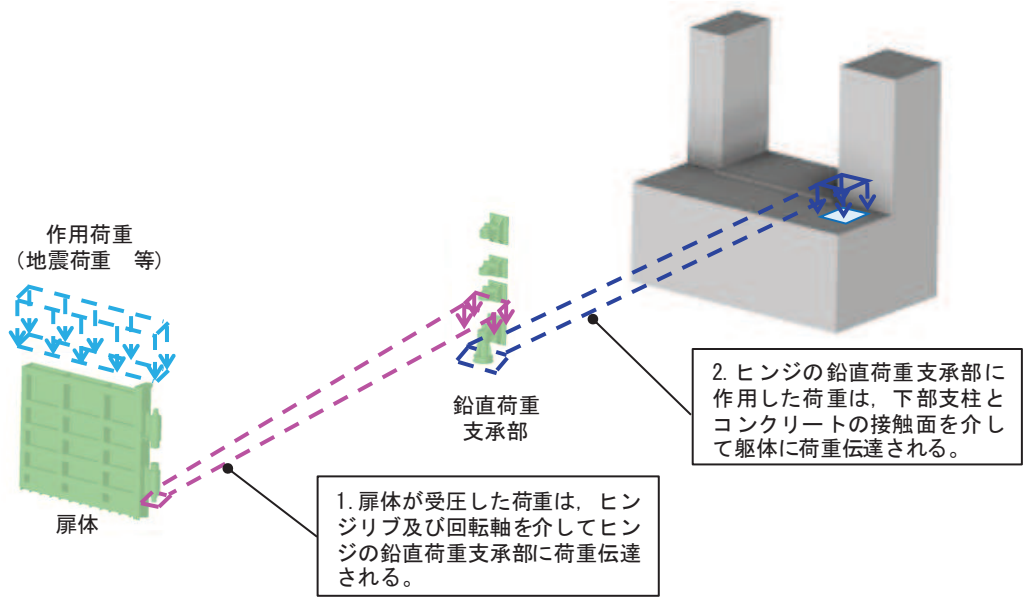 作用荷重
(地震荷重　等)
扉体
鉛直荷重
支承部
1. 扉体が受圧した荷重は，ヒン
ジリブ及び回転軸を介してヒン
ジの鉛直荷重支承部に荷重伝達
される。
2. ヒンジの鉛直荷重支承部に
作用した荷重は，下部支柱と
コンクリートの接触面を介し
て躯体に荷重伝達される。